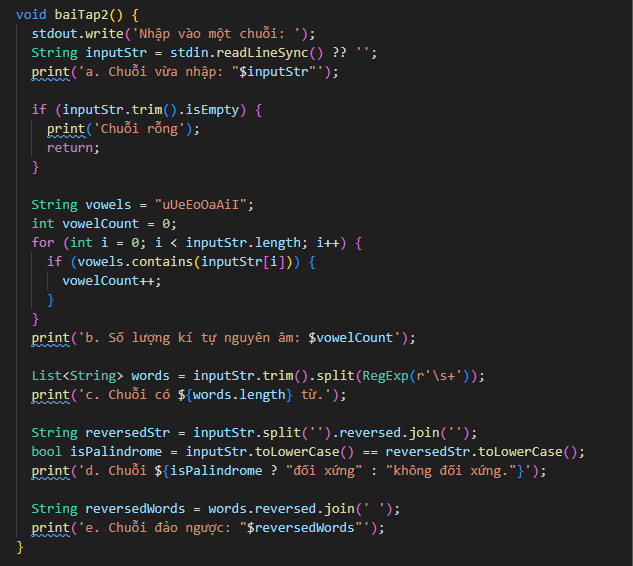 void baiTap2() {
  stdout.write('Nhập vào một chuỗi: ');
  String inputStr = stdin.readLineSync() ?? '';
  print('a. Chuỗi vừa nhập: "$inputStr"');

  if (inputStr.trim().isEmpty) {
    print('Chuỗi rỗng');
    return;
  }

  String vowels = "uUeEoOaAiI";
  int vowelCount = 0;
  for (int i = 0; i < inputStr.length; i++) {
    if (vowels.contains(inputStr[i])) {
      vowelCount++;
    }
  }
  print('b. Số lượng kí tự nguyên âm: $vowelCount');

  List<String> words = inputStr.trim().split(RegExp(r'\s+'));
  print('c. Chuỗi có ${words.length} từ.');

  String reversedStr = inputStr.split('').reversed.join('');
  bool isPalindrome = inputStr.toLowerCase() == reversedStr.toLowerCase();
  print('d. Chuỗi ${isPalindrome ? "đối xứng" : "không đối xứng."}');

  String reversedWords = words.reversed.join(' ');
  print('e. Chuỗi đảo ngược: "$reversedWords"');
}